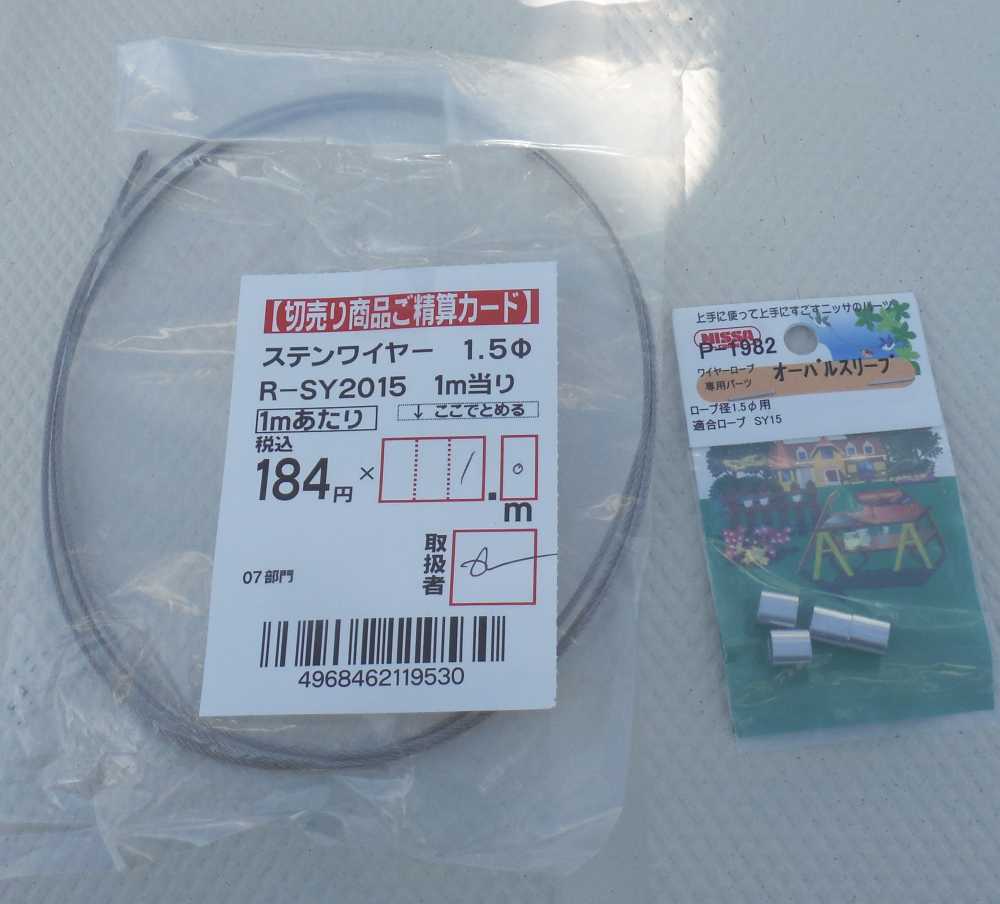 【切売り商品ご精算カード】
ステンワイヤー 1.5Φ
R-SY2015 1m当り
1mあたり ↓ ここでとめる
税込
184円 × 1.0m
取扱者
07部門
4968462119530
上手に使って上手にすごすニッサのパーツ
NISSA
P-1982
ワイヤーロープ
専用パーツ
オーバルスリーブ
ロープ径1.5φ用
適合ロープ SY15